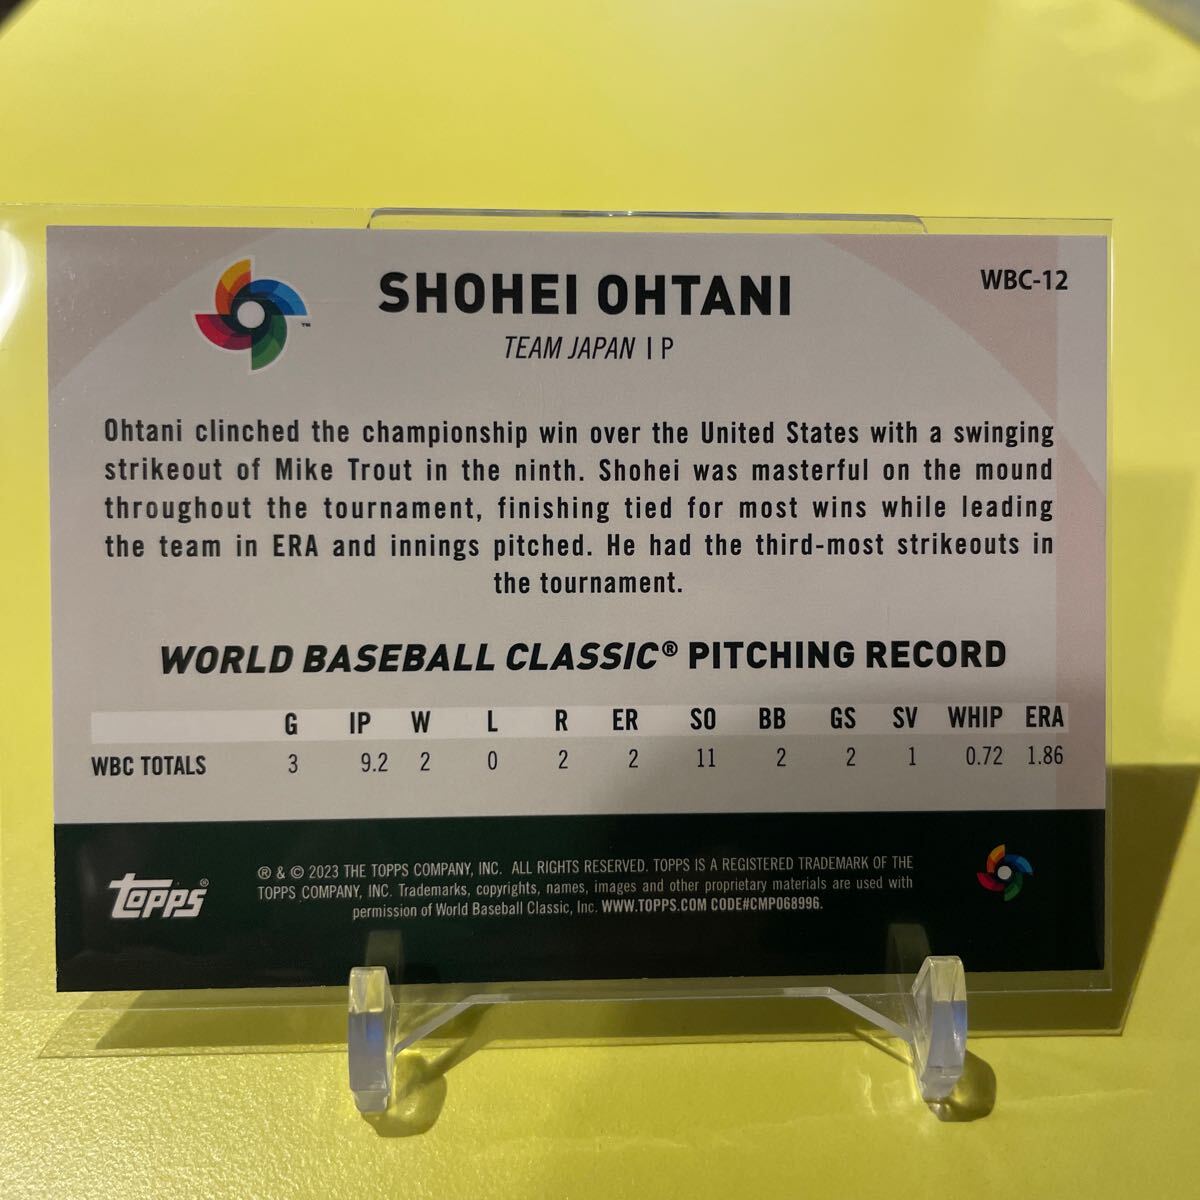 SHOHEI OHTANI
WBC-12
TEAM JAPAN | P
Ohtani clinched the championship win over the United States with a swinging
strikeout of Mike Trout in the ninth. Shohei was masterful on the mound
throughout the tournament, finishing tied for most wins while leading
the team in ERA and innings pitched. He had the third-most strikeouts in
the tournament.
WORLD BASEBALL CLASSIC® PITCHING RECORD
G IP W L R ER SO BB GS SV WHIP ERA
WBC TOTALS 3 9.2 2 0 2 2 11 2 2 1 0.72 1.86
topps®
® & © 2023 THE TOPPS COMPANY, INC. ALL RIGHTS RESERVED. TOPPS IS A REGISTERED TRADEMARK OF THE
TOPPS COMPANY, INC. Trademarks, copyrights, names, images and other proprietary materials are used with
permission of World Baseball Classic, Inc. WWW.TOPPS.COM CODE#CMP068996.